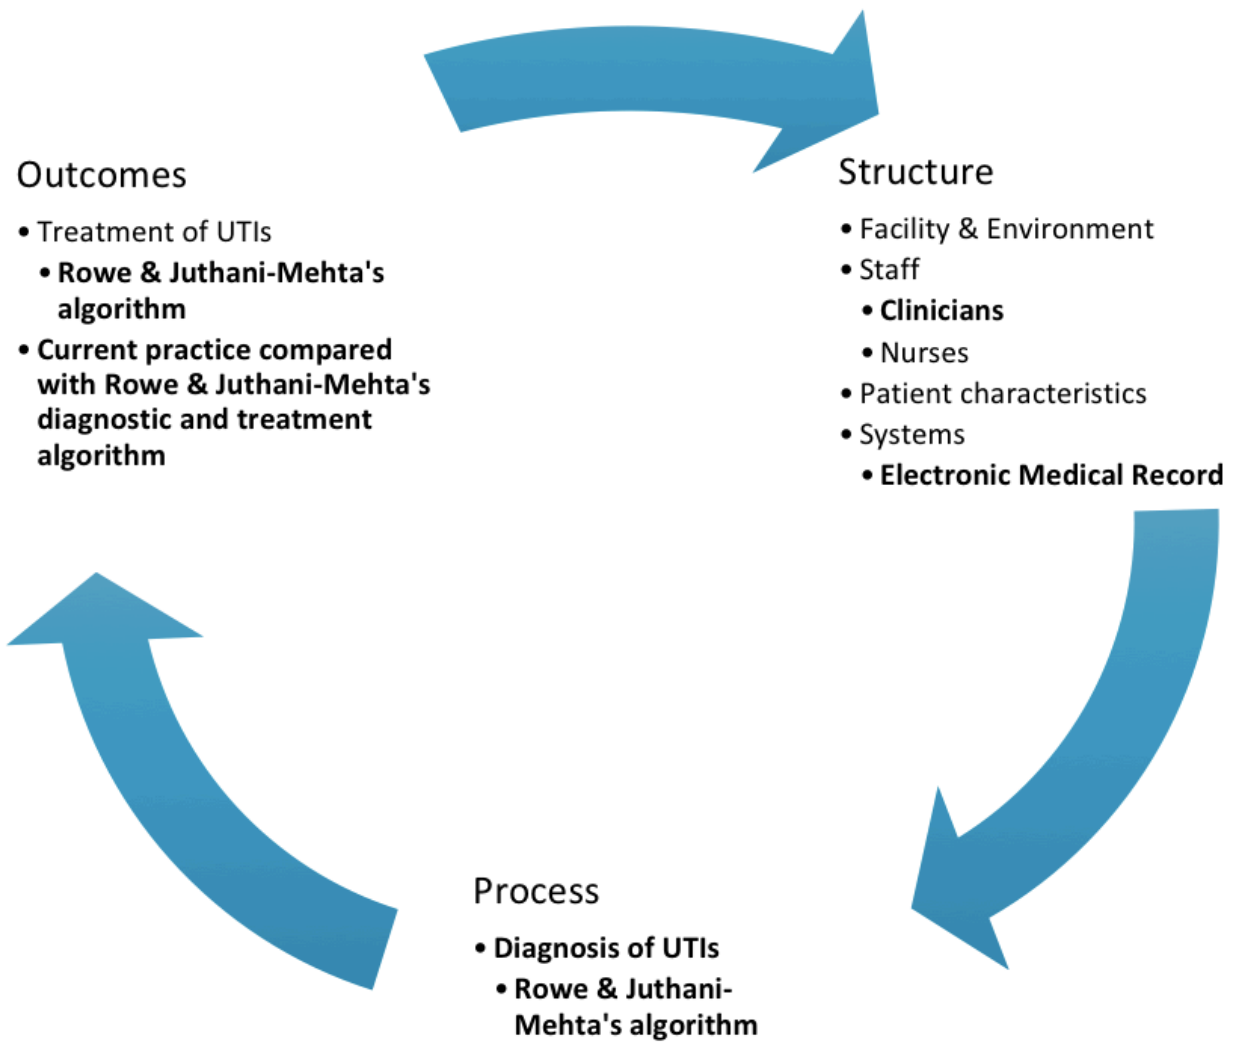 Outcomes
• Treatment of UTIs
• Rowe & Juthani-Mehta's
algorithm
• Current practice compared
with Rowe & Juthani-Mehta's
diagnostic and treatment
algorithm
Structure
• Facility & Environment
• Staff
• Clinicians
• Nurses
• Patient characteristics
• Systems
• Electronic Medical Record
Process
• Diagnosis of UTIs
• Rowe & Juthani-
Mehta's algorithm